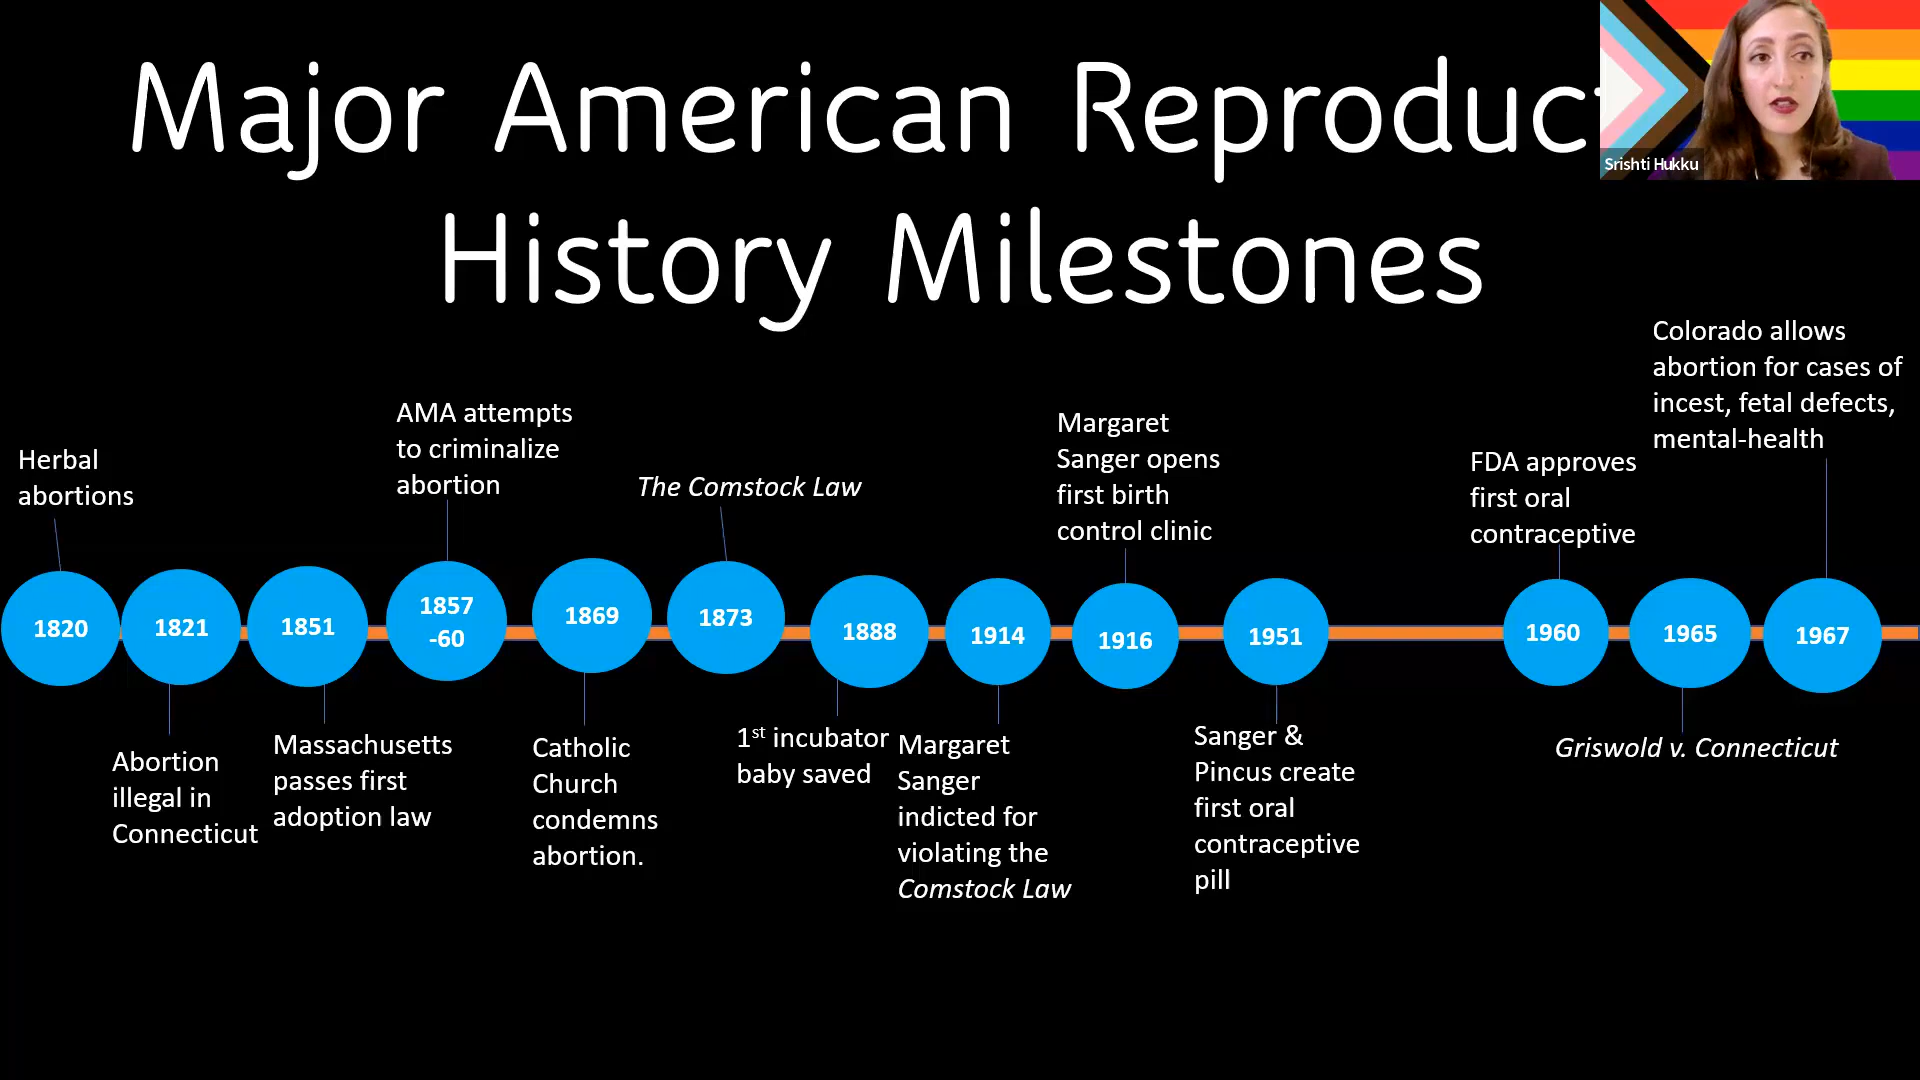 Major American Reproduct
History Milestones
Srishti Hukku
Herbal
abortions
1820
1821
Abortion
illegal in
Connecticut
1851
Massachusetts
passes first
adoption law
AMA attempts
to criminalize
abortion
1857
-60
1869
Catholic
Church
condemns
abortion.
The Comstock Law
1873
1888
1st incubator
baby saved
1914
Margaret
Sanger
indicted for
violating the
Comstock Law
Margaret
Sanger opens
first birth
control clinic
1916
1951
Sanger &
Pincus create
first oral
contraceptive
pill
FDA approves
first oral
contraceptive
1960
1965
Griswold v. Connecticut
Colorado allows
abortion for cases of
incest, fetal defects,
mental-health
1967